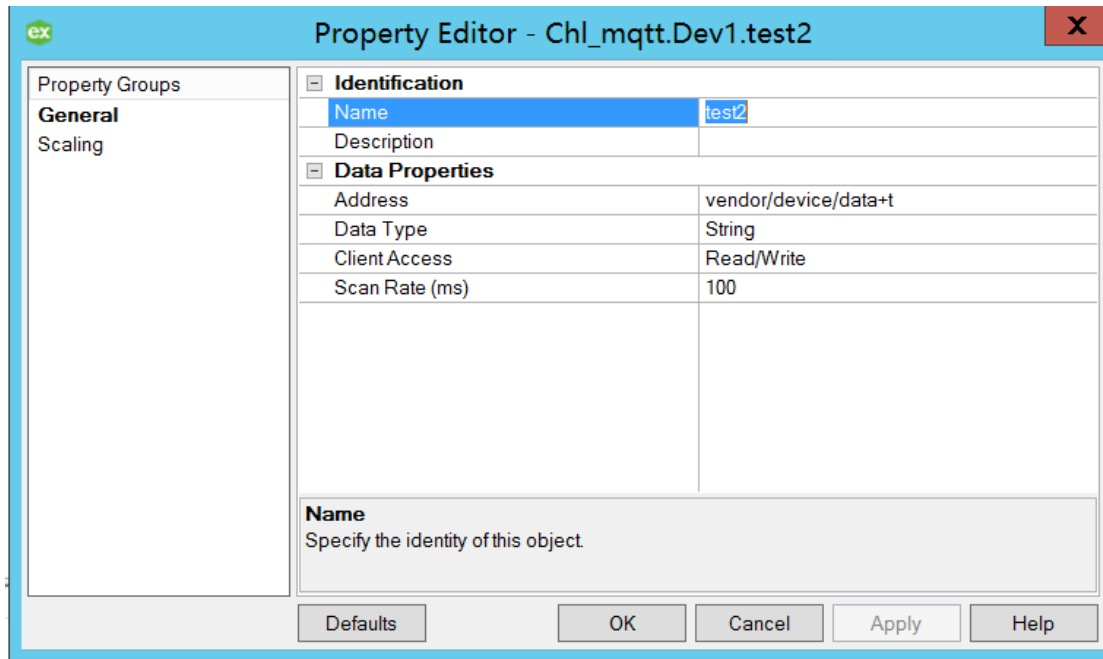 ex
Property Editor - Chl_mqtt.Dev1.test2
X
Property Groups
General
Scaling
Identification
Name test2
Description
Data Properties
Address vendor/device/data+t
Data Type String
Client Access Read/Write
Scan Rate (ms) 100
Name
Specify the identity of this object.
Defaults OK Cancel Apply Help